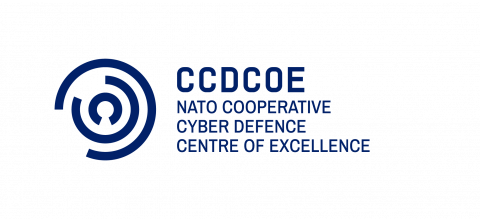 CCDCOE
NATO COOPERATIVE
CYBER DEFENCE
CENTRE OF EXCELLENCE